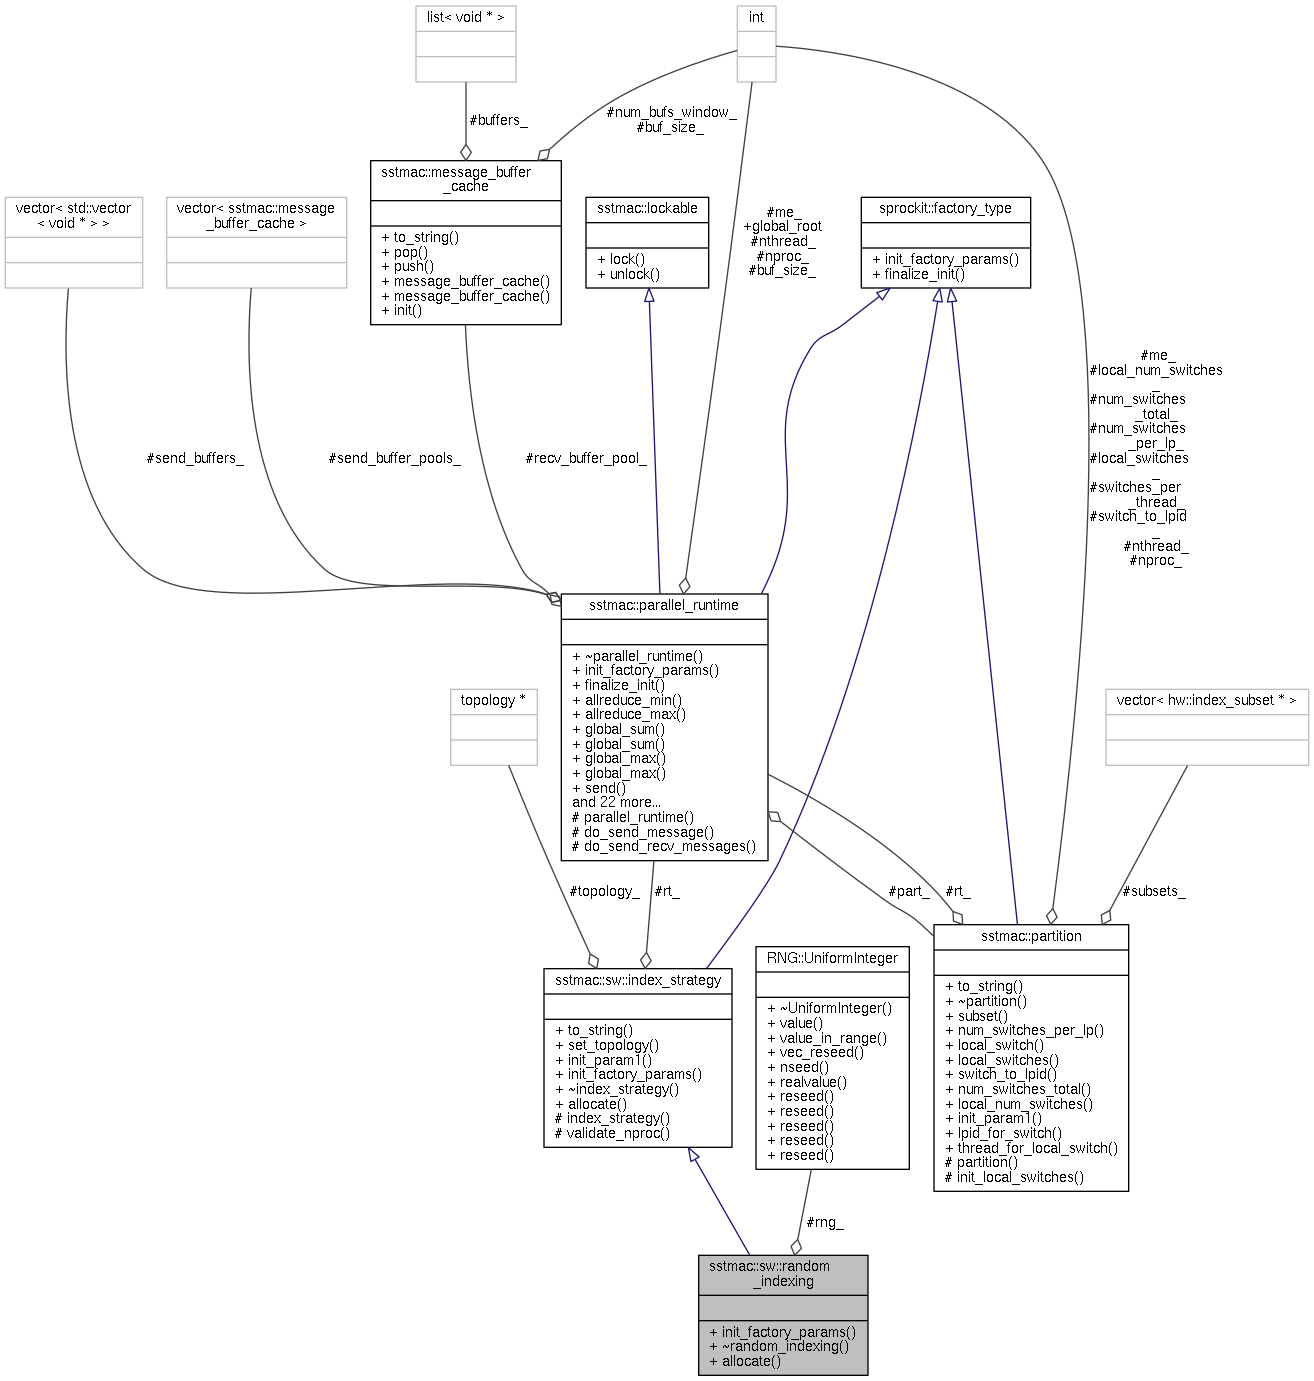 list< void * >
int
#buffers_
#num_bufs_window_
#buf_size_
sstmac::message_buffer
_cache
+ to_string()
+ pop()
+ push()
+ message_buffer_cache()
+ message_buffer_cache()
+ init()
vector< std::vector
< void * > >
vector< sstmac::message
_buffer_cache >
sstmac::lockable
+ lock()
+ unlock()
#me_
+global_root
#nthread_
#nproc_
#buf_size_
sprockit::factory_type
+ init_factory_params()
+ finalize_init()
#me_
#local_num_switches
_
#num_switches
_total_
#num_switches
_per_lp_
#local_switches
_
#switches_per
_thread_
#switch_to_lpid
_
#nthread_
#nproc_
#send_buffers_
#send_buffer_pools_
#recv_buffer_pool_
sstmac::parallel_runtime
+ ~parallel_runtime()
+ init_factory_params()
+ finalize_init()
+ allreduce_min()
+ allreduce_max()
+ global_sum()
+ global_sum()
+ global_max()
+ global_max()
+ send()
and 22 more...
# parallel_runtime()
# do_send_message()
# do_send_recv_messages()
topology *
vector< hw::index_subset * >
#topology_
#rt_
#part_
#rt_
#subsets_
sstmac::sw::index_strategy
+ to_string()
+ set_topology()
+ init_param1()
+ init_factory_params()
+ ~index_strategy()
+ allocate()
# index_strategy()
# validate_nproc()
RNG::UniformInteger
+ ~UniformInteger()
+ value()
+ value_in_range()
+ vec_reseed()
+ nseed()
+ realvalue()
+ reseed()
+ reseed()
+ reseed()
+ reseed()
+ reseed()
sstmac::partition
+ to_string()
+ ~partition()
+ subset()
+ num_switches_per_lp()
+ local_switch()
+ local_switches()
+ switch_to_lpid()
+ num_switches_total()
+ local_num_switches()
+ init_param1()
+ lpid_for_switch()
+ thread_for_local_switch()
# partition()
# init_local_switches()
#rng_
sstmac::sw::random
_indexing
+ init_factory_params()
+ ~random_indexing()
+ allocate()